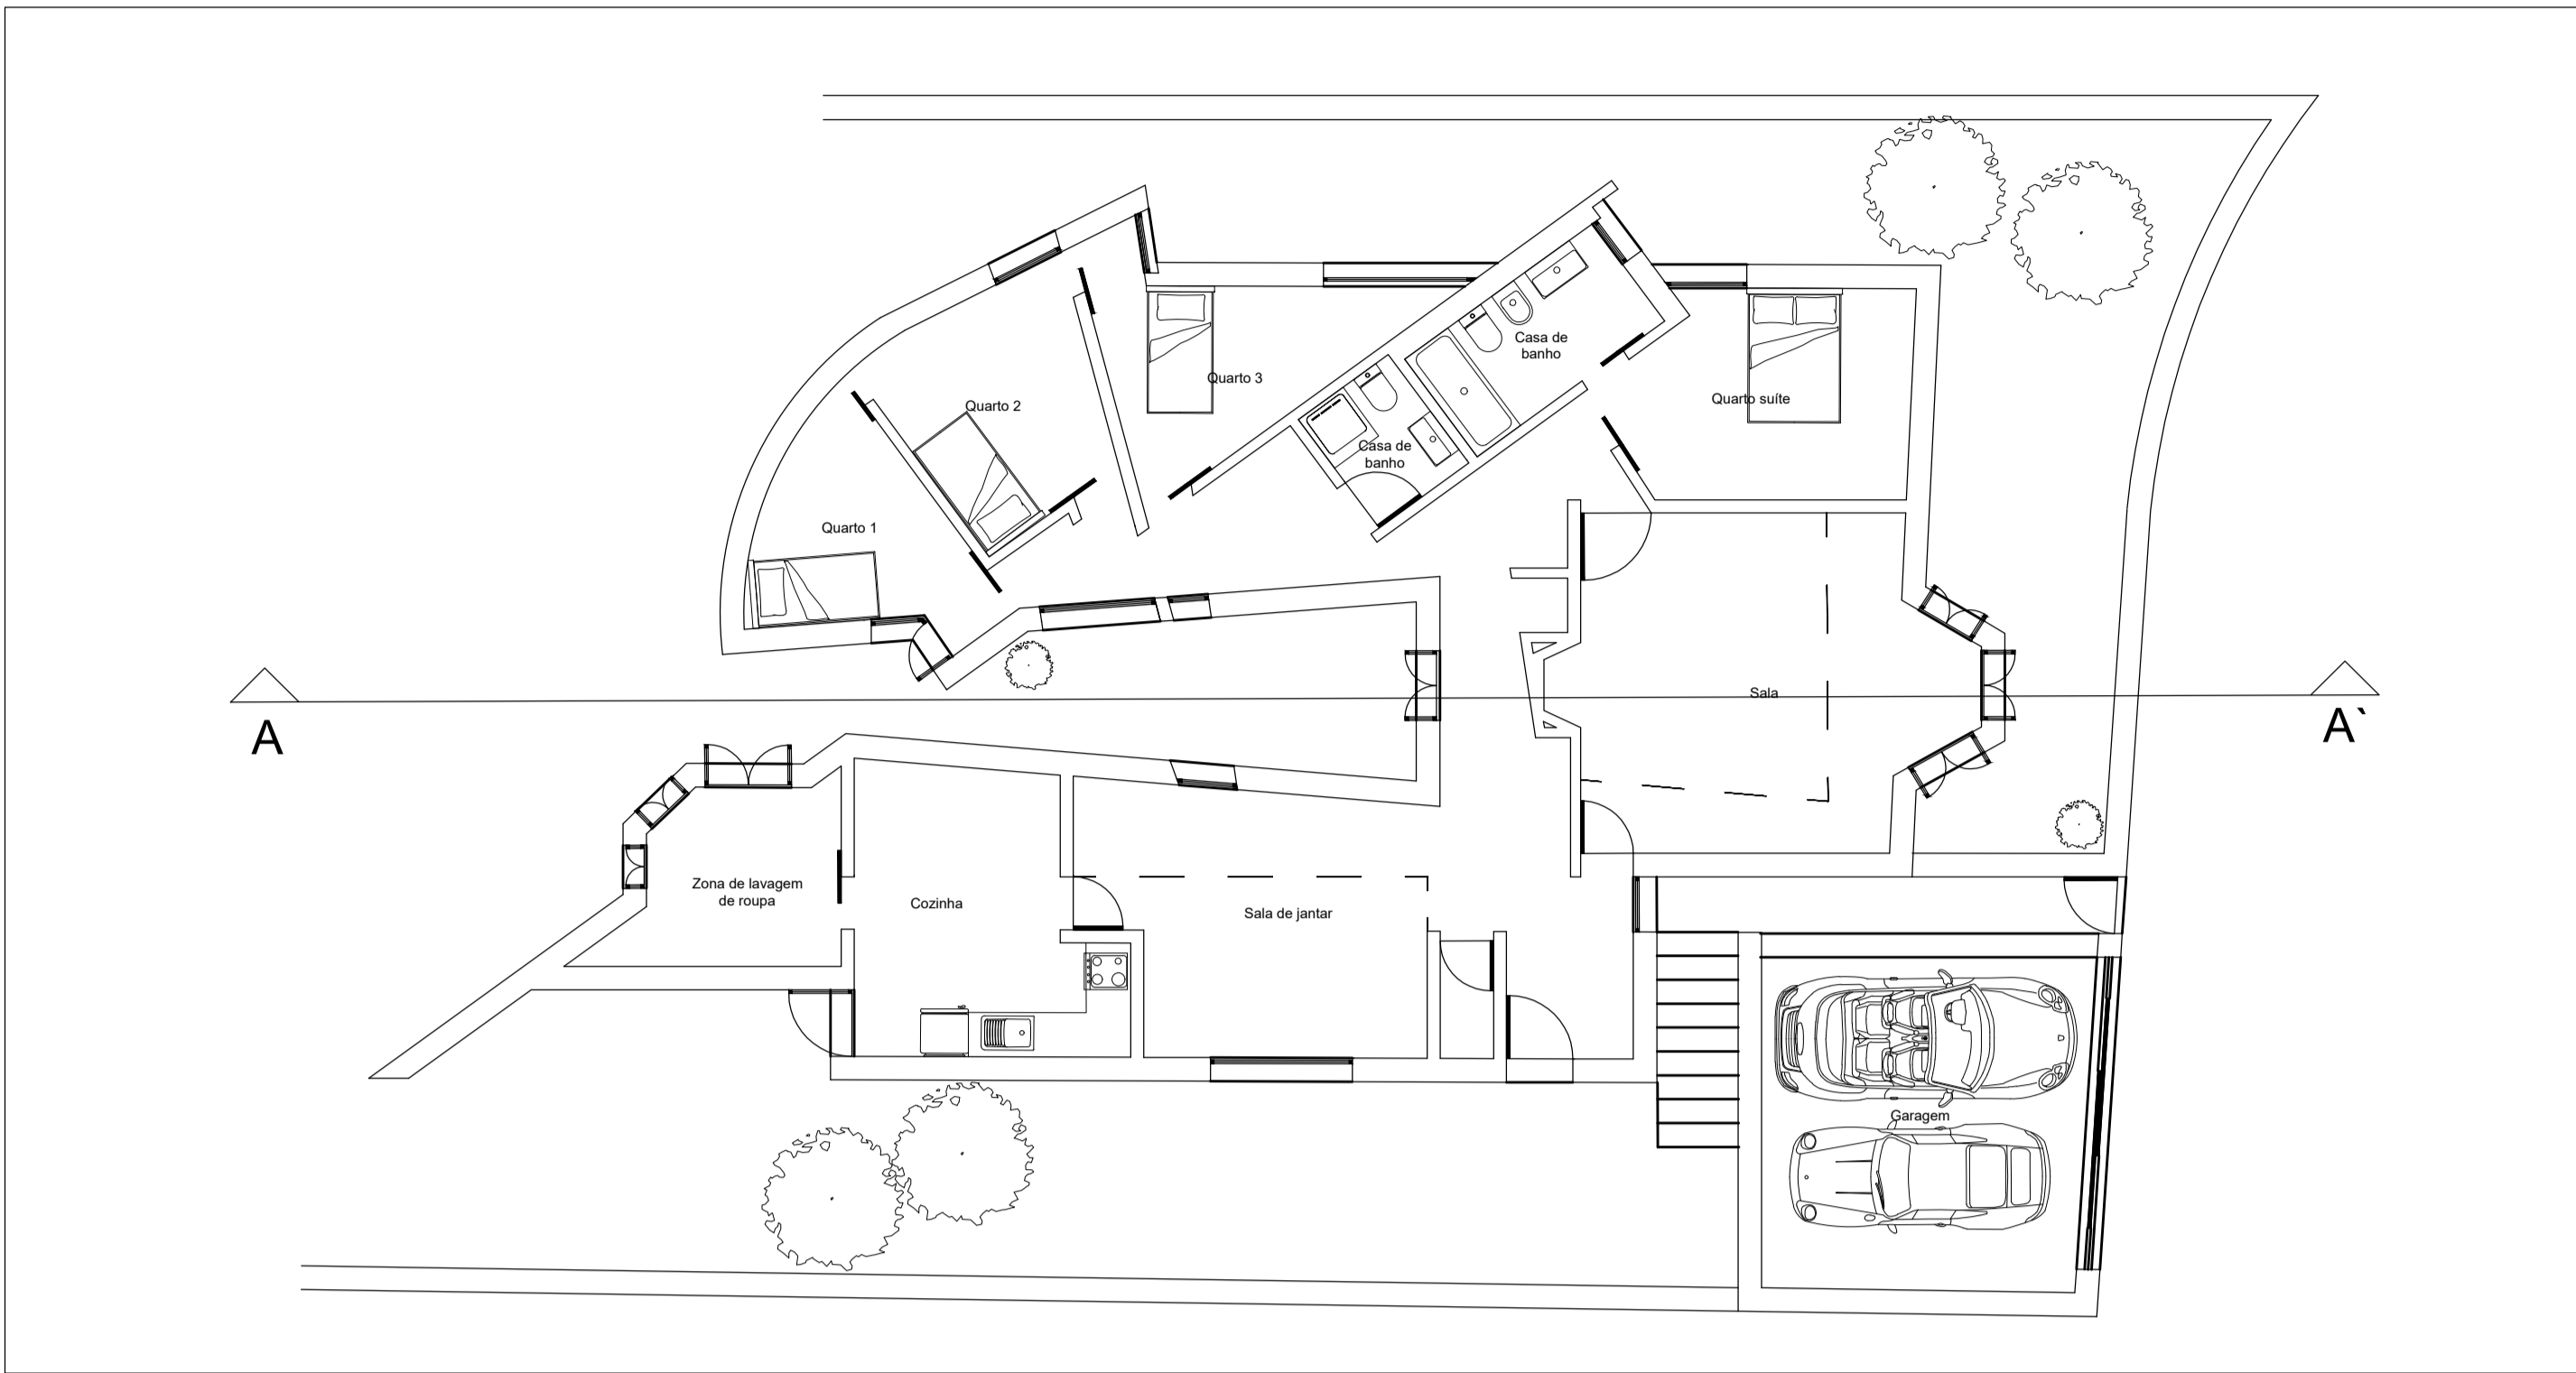 Casa de
banho
Quarto 3
Quarto suíte
Quarto 2
Casa de
banho
Quarto 1
Sala
A
A`
Zona de lavagem
de roupa
Cozinha
Sala de jantar
Garagem